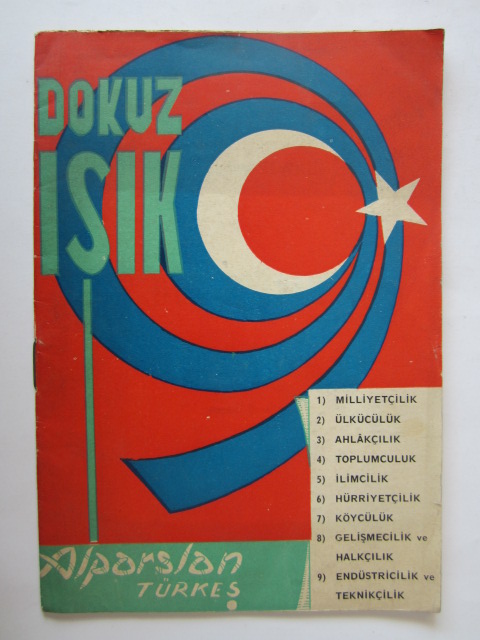 DOKUZ
IŞIK
1) MİLLİYETÇİLİK
2) ÜLKÜCÜLÜK
3) AHLÂKÇILIK
4) TOPLUMCULUK
5) İLİMCİLİK
6) HÜRRİYETÇİLİK
7) KÖYCÜLÜK
8) GELİŞMECİLİK ve
HALKÇILIK
9) ENDÜSTRİCİLİK ve
TEKNİKÇİLİK
Alparslan
TÜRKEŞ